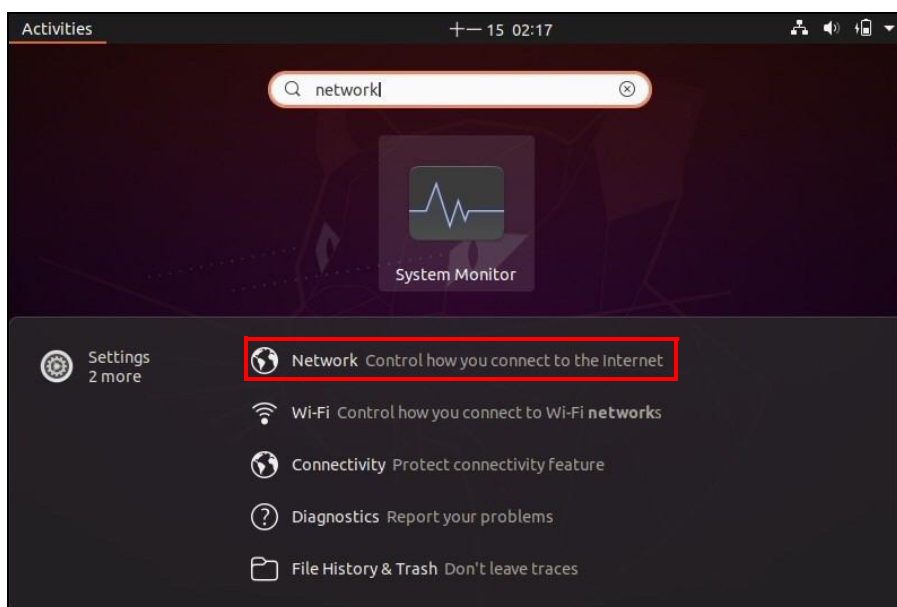 Activities
十一 15 02:17
network
System Monitor
Settings
2 more
Network Control how you connect to the Internet
Wi-Fi Control how you connect to Wi-Fi networks
Connectivity Protect connectivity feature
Diagnostics Report your problems
File History & Trash Don't leave traces